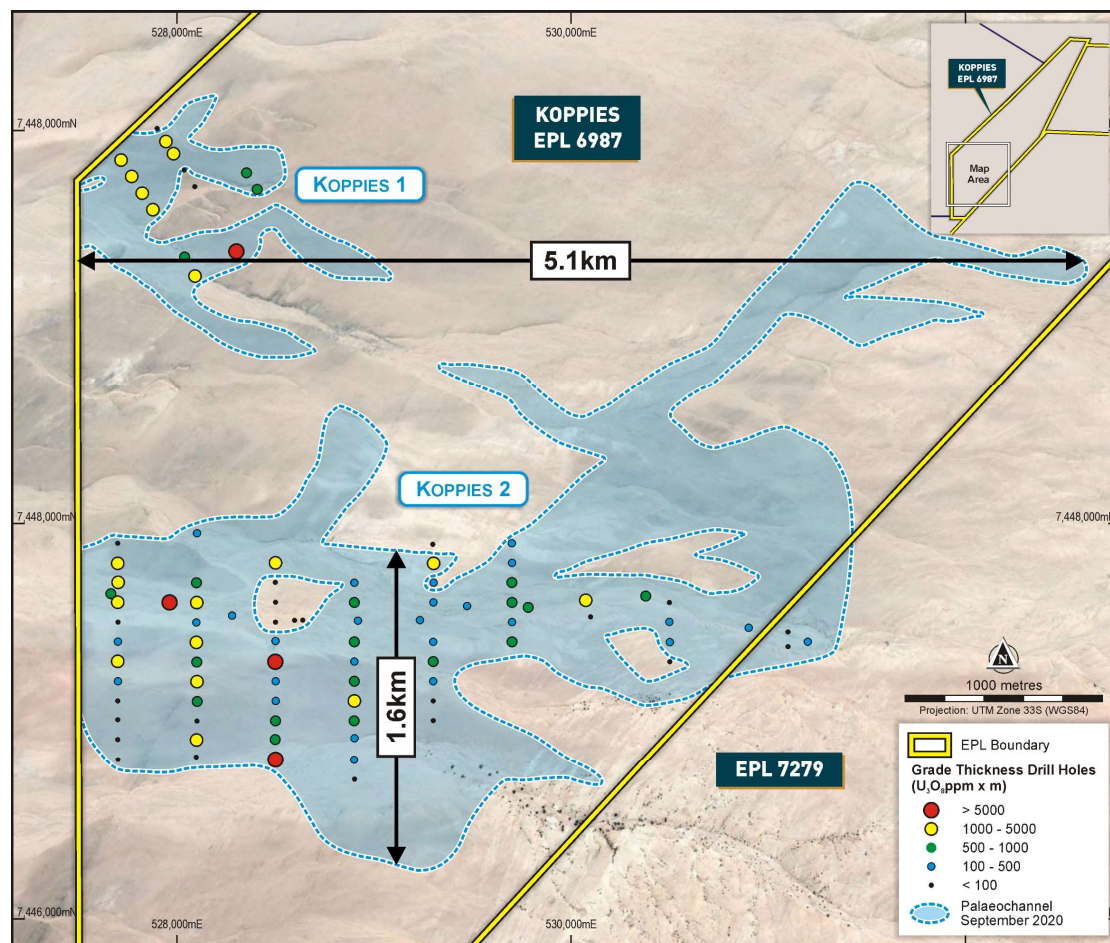 528,000mE
530,000mE
7,448,000mN
KOPPIES
EPL 6987
KOPPIES
EPL 6987
Map
Area
KOPPIES 1
5.1km
KOPPIES 2
7,448,000mN
7,448,000mN
1.6km
EPL 7279
N
1000 metres
Projection: UTM Zone 33S (WGS84)
EPL Boundary
Grade Thickness Drill Holes
(U₃O₈ppm x m)
> 5000
1000 - 5000
500 - 1000
100 - 500
< 100
Palaeochannel
September 2020
7,446,000mN
528,000mE
530,000mE